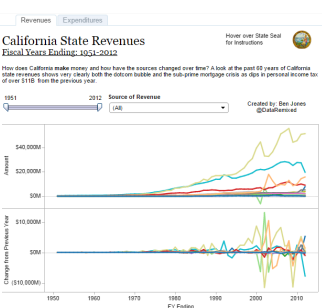 Revenues Expenditures
California State Revenues
Fiscal Years Ending: 1951-2012
Hover over State Seal
for Instructions
How does California make money and how have the sources changed over time? A look at the past 60 years of California
state revenues shows very clearly both the dotcom bubble and the sub-prime mortgage crisis as dips in personal income tax
of over $11B from the previous year.
1951 2012
Source of Revenue
(All)
Created by: Ben Jones
@DataRemixed
Amount
$40,000M
$20,000M
$0M
Change from Previous Year
$10,000M
$0M
($10,000M)
1950 1960 1970 1980 1990 2000 2010
FY Ending